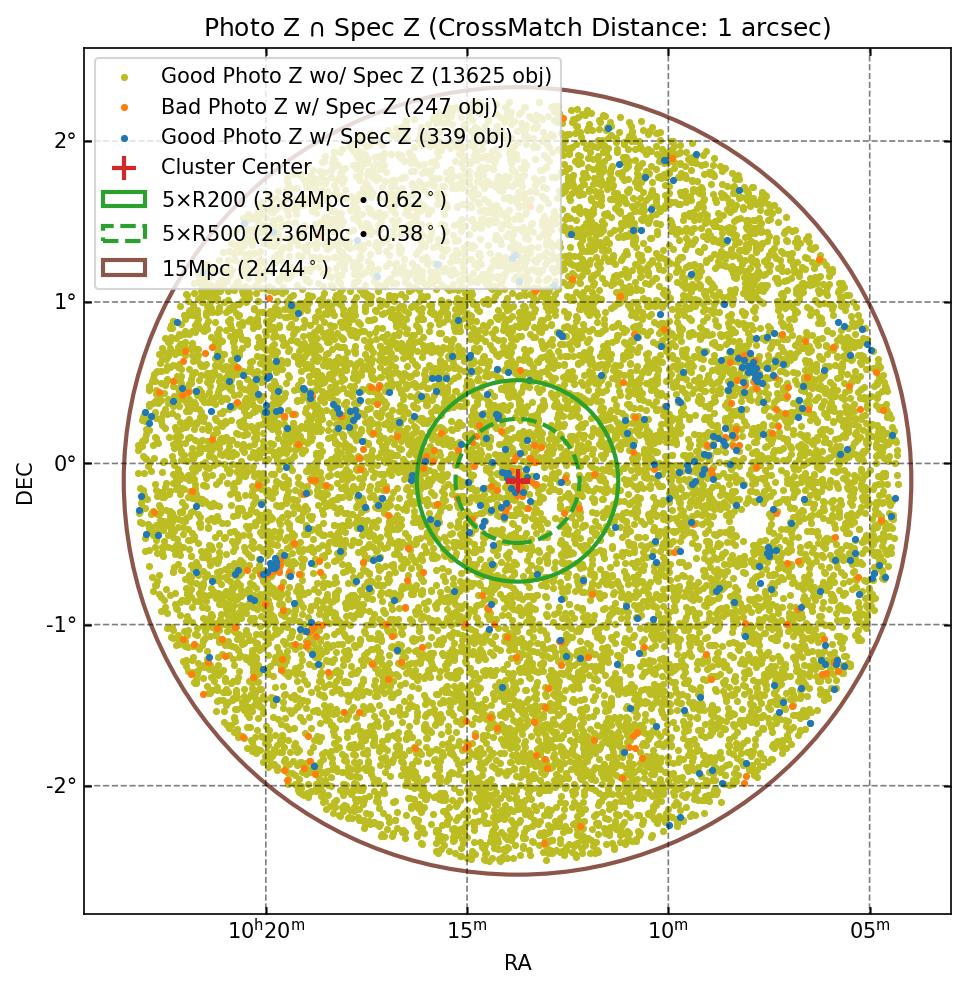 Photo Z ∩ Spec Z (CrossMatch Distance: 1 arcsec)
Good Photo Z wo/ Spec Z (13625 obj)
Bad Photo Z w/ Spec Z (247 obj)
Good Photo Z w/ Spec Z (339 obj)
Cluster Center
5×R200 (3.84Mpc • 0.62°)
5×R500 (2.36Mpc • 0.38°)
15Mpc (2.444°)
2°
1°
0°
-1°
-2°
DEC
10ʰ20ᵐ 15ᵐ 10ᵐ 05ᵐ
RA